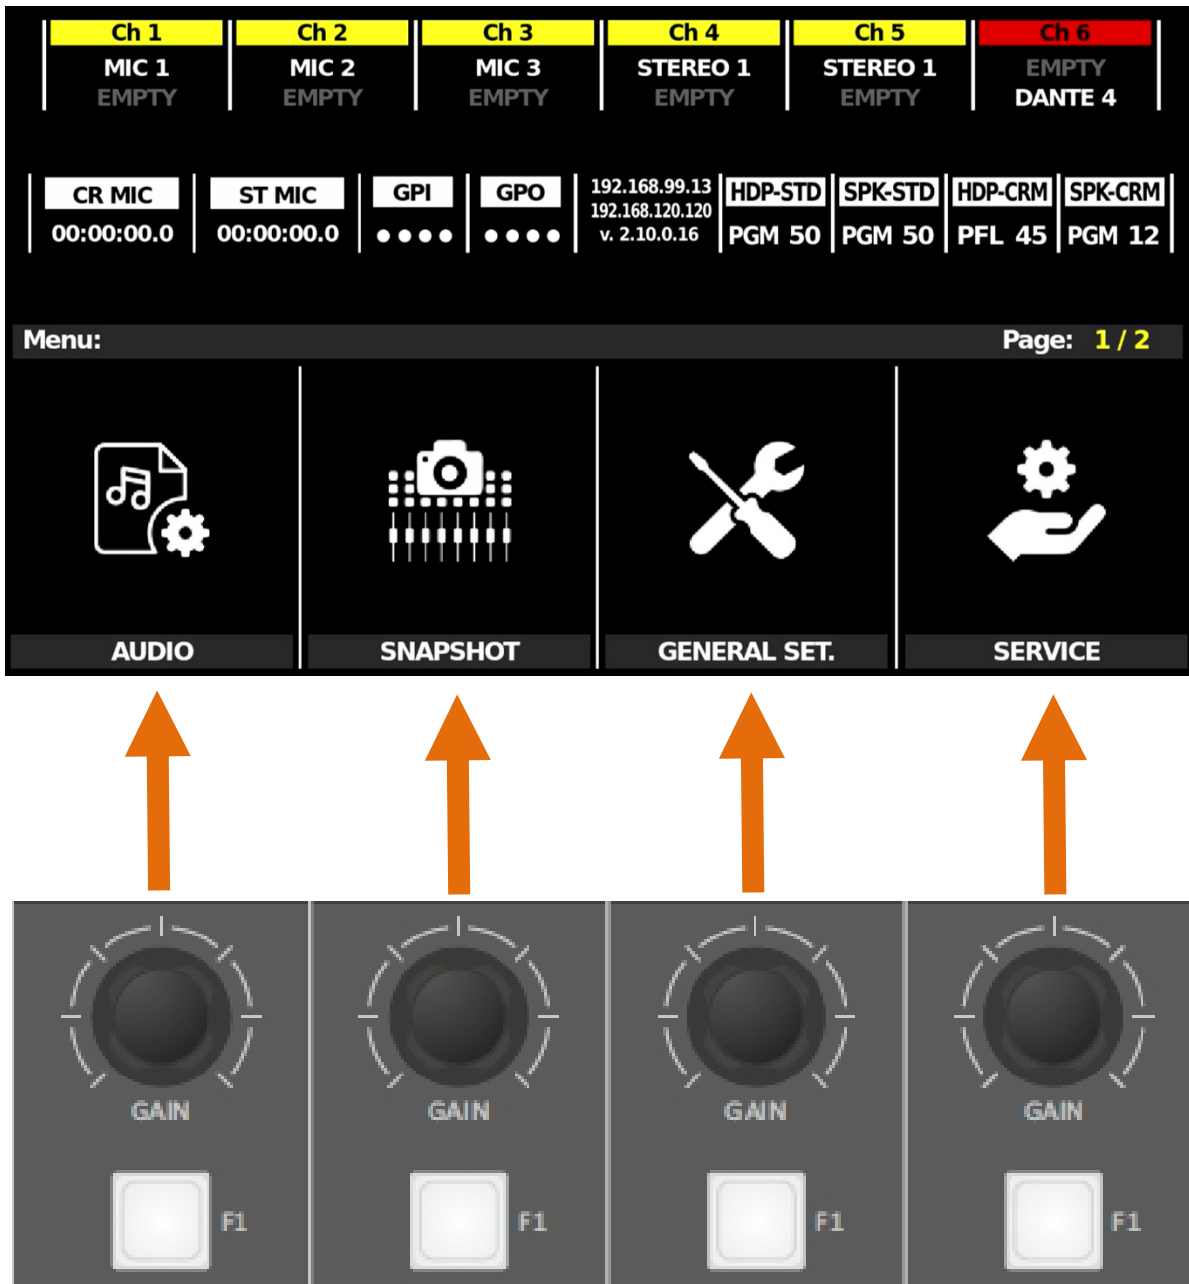 Ch 1 Ch 2 Ch 3 Ch 4 Ch 5 Ch 6
MIC 1 MIC 2 MIC 3 STEREO 1 STEREO 1 EMPTY
EMPTY EMPTY EMPTY EMPTY EMPTY DANTE 4
CR MIC ST MIC GPI GPO 192.168.99.13 HDP-STD SPK-STD HDP-CRM SPK-CRM
192.168.120.120
00:00:00.0 00:00:00.0 v. 2.10.0.16 PGM 50 PGM 50 PFL 45 PGM 12
Menu: Page: 1 / 2
AUDIO SNAPSHOT GENERAL SET. SERVICE
GAIN GAIN GAIN GAIN
F1 F1 F1 F1